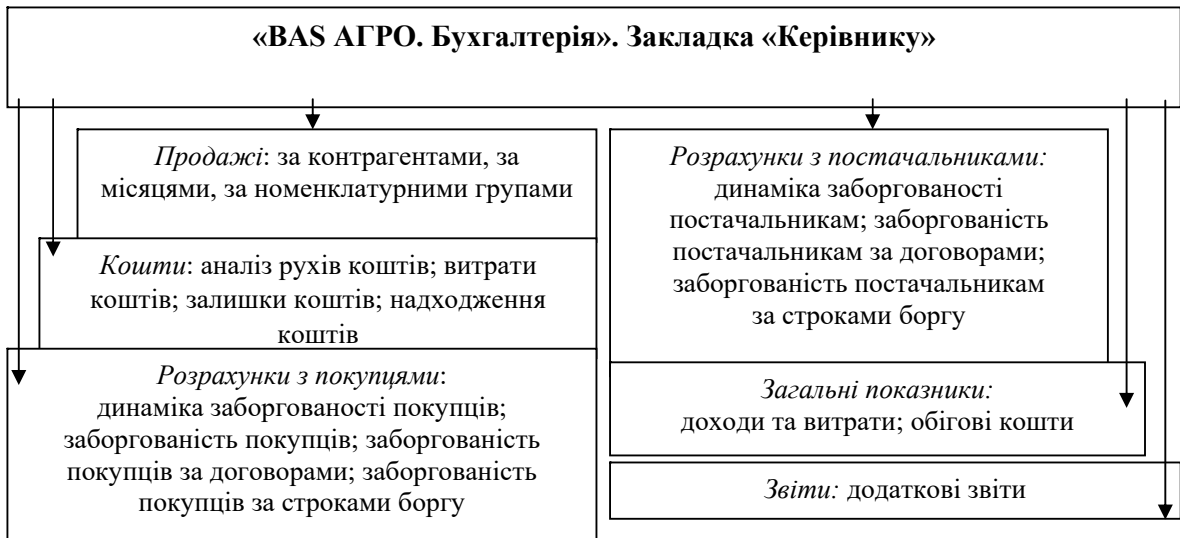 «BAS АГРО. Бухгалтерія». Закладка «Керівнику»
Продажі: за контрагентами, за
місяцями, за номенклатурними групами
Кошти: аналіз рухів коштів; витрати
коштів; залишки коштів; надходження
коштів
Розрахунки з покупцями:
динаміка заборгованості покупців;
заборгованість покупців; заборгованість
покупців за договорами; заборгованість
покупців за строками боргу
Розрахунки з постачальниками:
динаміка заборгованості
постачальникам; заборгованість
постачальникам за договорами;
заборгованість постачальникам
за строками боргу
Загальні показники:
доходи та витрати; обігові кошти
Звіти: додаткові звіти